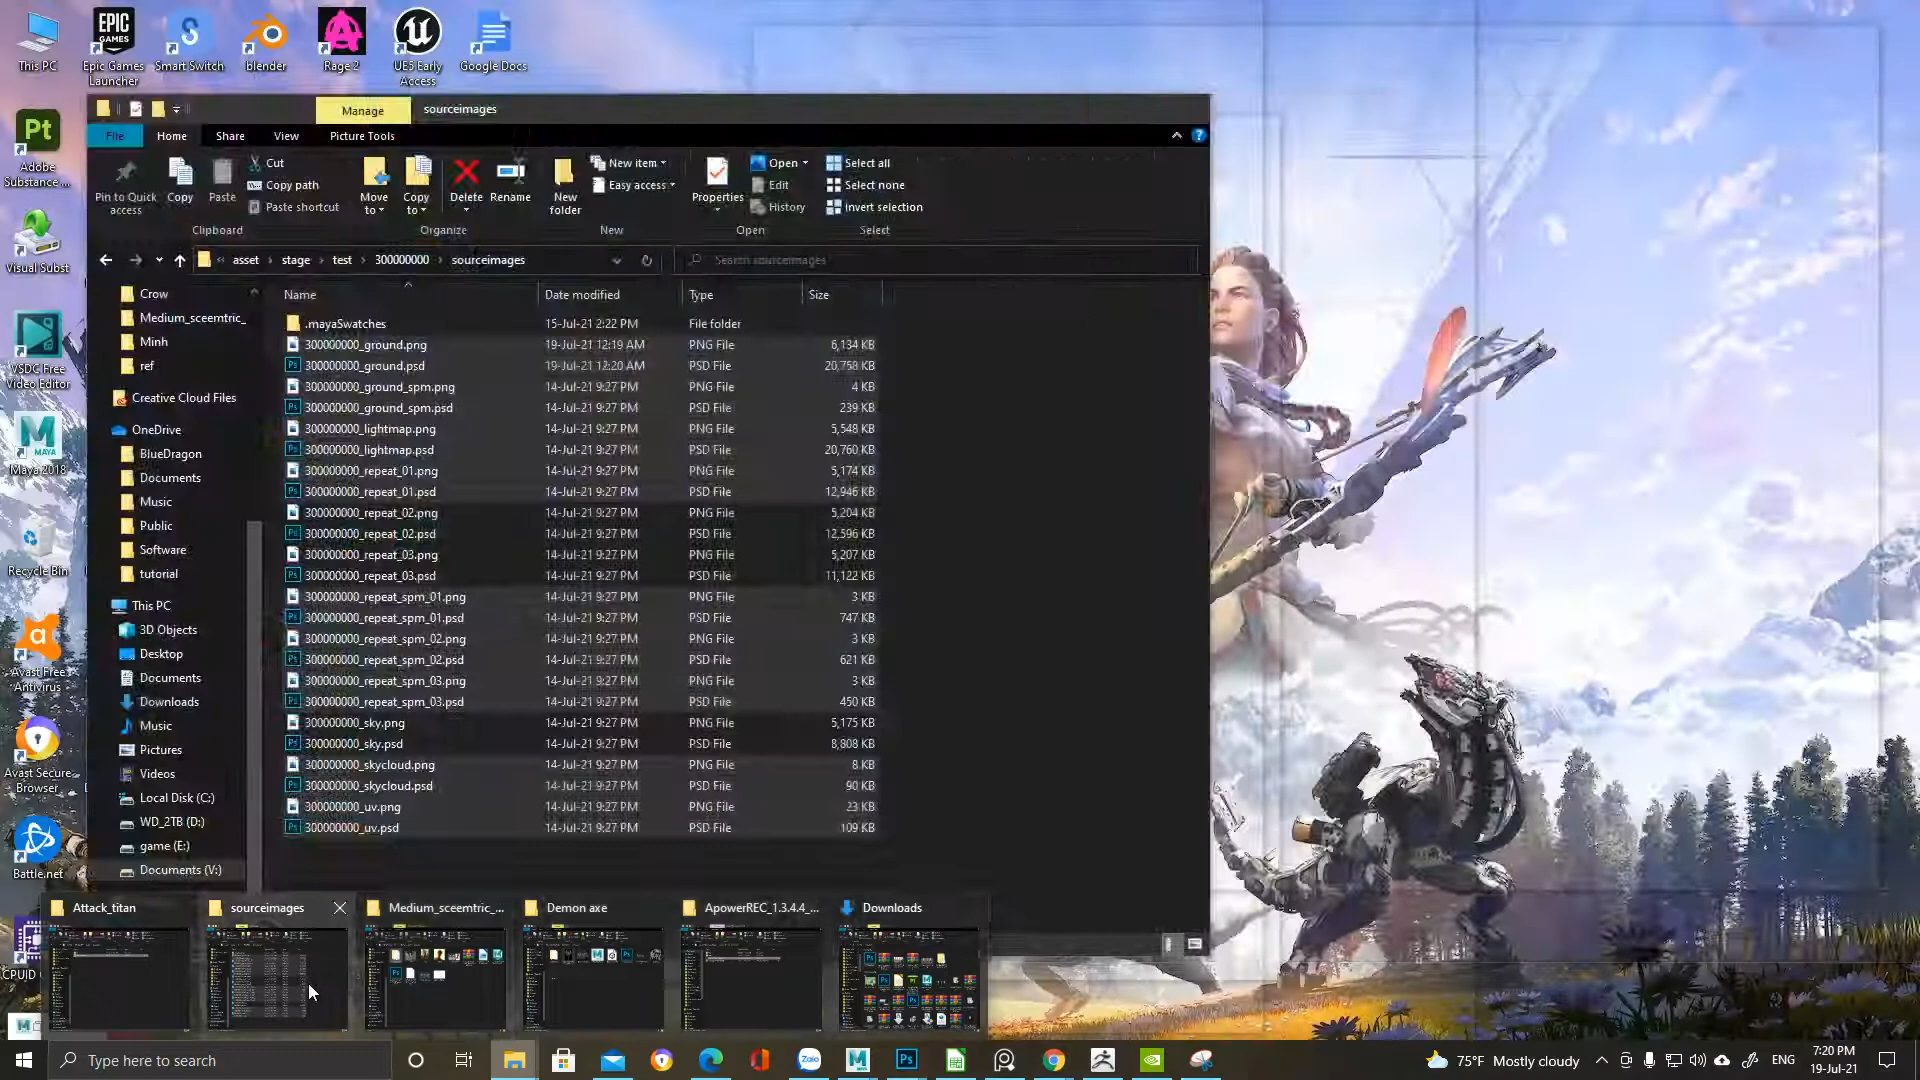 This PC
Epic Games Launcher
Smart Switch
blender
Rage 2
UE5 Early Access
Google Docs
Adobe Substance ...
Visual Subst
VSDC Free Video Editor
Maya 2018
Recycle Bin
Avast Free Antivirus
Avast Secure Browser
Battle.net
CPUID
Manage
sourceimages
File
Home
Share
View
Picture Tools
Pin to Quick access
Copy
Paste
Cut
Copy path
Paste shortcut
Clipboard
Move to
Copy to
Delete
Rename
Organize
New folder
New item
Easy access
New
Properties
Open
Edit
History
Open
Select all
Select none
Invert selection
Select
« asset › stage › test › 300000000 › sourceimages
Search sourceimages
Crow
Medium_sceemtric_
Minh
ref
Creative Cloud Files
OneDrive
BlueDragon
Documents
Music
Public
Software
tutorial
This PC
3D Objects
Desktop
Documents
Downloads
Music
Pictures
Videos
Local Disk (C:)
WD_2TB (D:)
game (E:)
Documents (V:)
Name Date modified Type Size
.mayaSwatches 15-Jul-21 2:22 PM File folder
300000000_ground.png 19-Jul-21 12:19 AM PNG File 6,134 KB
300000000_ground.psd 19-Jul-21 12:20 AM PSD File 20,758 KB
300000000_ground_spm.png 14-Jul-21 9:27 PM PNG File 4 KB
300000000_ground_spm.psd 14-Jul-21 9:27 PM PSD File 239 KB
300000000_lightmap.png 14-Jul-21 9:27 PM PNG File 5,548 KB
300000000_lightmap.psd 14-Jul-21 9:27 PM PSD File 20,760 KB
300000000_repeat_01.png 14-Jul-21 9:27 PM PNG File 5,174 KB
300000000_repeat_01.psd 14-Jul-21 9:27 PM PSD File 12,946 KB
300000000_repeat_02.png 14-Jul-21 9:27 PM PNG File 5,204 KB
300000000_repeat_02.psd 14-Jul-21 9:27 PM PSD File 12,596 KB
300000000_repeat_03.png 14-Jul-21 9:27 PM PNG File 5,207 KB
300000000_repeat_03.psd 14-Jul-21 9:27 PM PSD File 11,122 KB
300000000_repeat_spm_01.png 14-Jul-21 9:27 PM PNG File 3 KB
300000000_repeat_spm_01.psd 14-Jul-21 9:27 PM PSD File 747 KB
300000000_repeat_spm_02.png 14-Jul-21 9:27 PM PNG File 3 KB
300000000_repeat_spm_02.psd 14-Jul-21 9:27 PM PSD File 621 KB
300000000_repeat_spm_03.png 14-Jul-21 9:27 PM PNG File 3 KB
300000000_repeat_spm_03.psd 14-Jul-21 9:27 PM PSD File 450 KB
300000000_sky.png 14-Jul-21 9:27 PM PNG File 5,175 KB
300000000_sky.psd 14-Jul-21 9:27 PM PSD File 8,808 KB
300000000_skycloud.png 14-Jul-21 9:27 PM PNG File 8 KB
300000000_skycloud.psd 14-Jul-21 9:27 PM PSD File 90 KB
300000000_uv.png 14-Jul-21 9:27 PM PNG File 23 KB
300000000_uv.psd 14-Jul-21 9:27 PM PSD File 109 KB
Attack_titan
sourceimages
Medium_sceemtric_...
Demon axe
ApowerREC_1.3.4.4_...
Downloads
Type here to search
75°F Mostly cloudy
ENG
7:20 PM
19-Jul-21